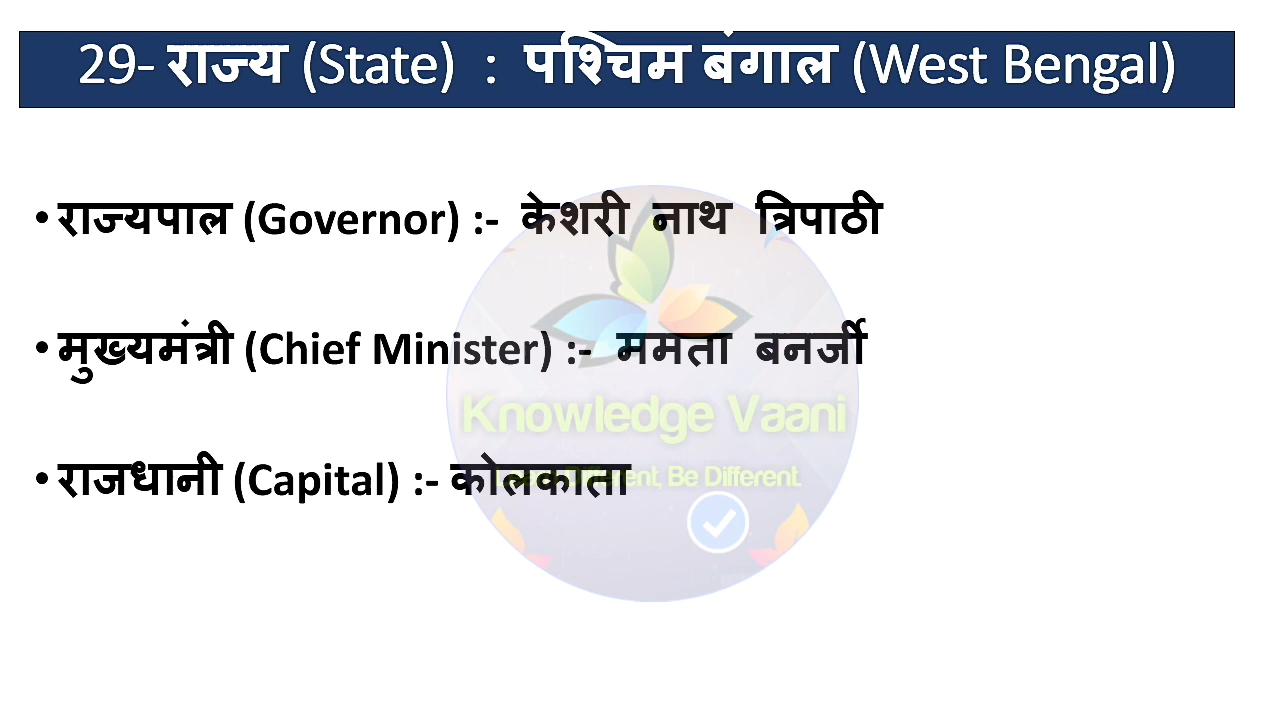 29- राज्य (State) : पश्चिम बंगाल (West Bengal)
• राज्यपाल (Governor) :- केशरी नाथ त्रिपाठी
• मुख्यमंत्री (Chief Minister) :- ममता बनर्जी
Knowledge Vaani
• राजधानी (Capital) :- कोलकाता
Be Different